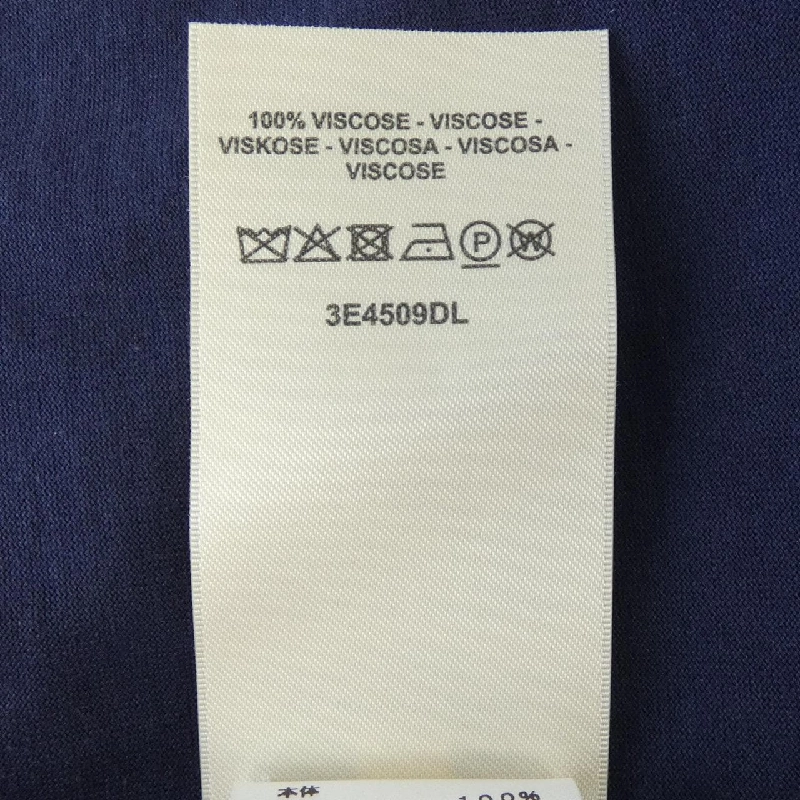 100% VISCOSE - VISCOSE -
VISKOSE - VISCOSA - VISCOSA -
VISCOSE
P W
3E4509DL
本体